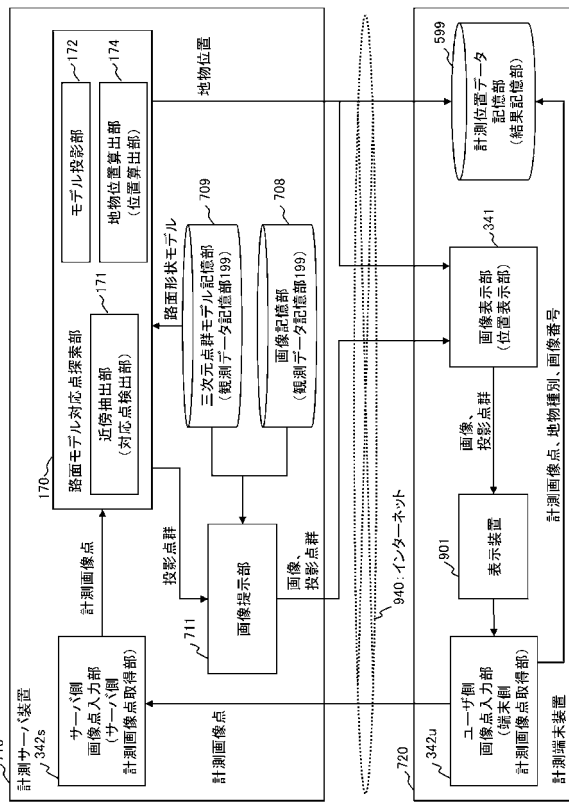 計測サーバ装置
342s
サーバ側
画像点入力部
(サーバ側
計測画像点取得部)
計測画像点
170
路面モデル対応点探索部
171
近傍抽出部
(対応点検出部)
172
モデル投影部
174
地物位置算出部
(位置算出部)
路面形状モデル
709
三次元点群モデル記憶部
(観測データ記憶部199)
708
画像記憶部
(観測データ記憶部199)
投影点群
711
画像提示部
画像、
投影点群
計測画像点
地物位置
940:インターネット
720
計測端末装置
342u
ユーザ側
画像点入力部
(端末側
計測画像点取得部)
901
表示装置
画像、
投影点群
341
画像表示部
(位置表示部)
599
計測位置データ
記憶部
(結果記憶部)
計測画像点、地物種別、画像番号